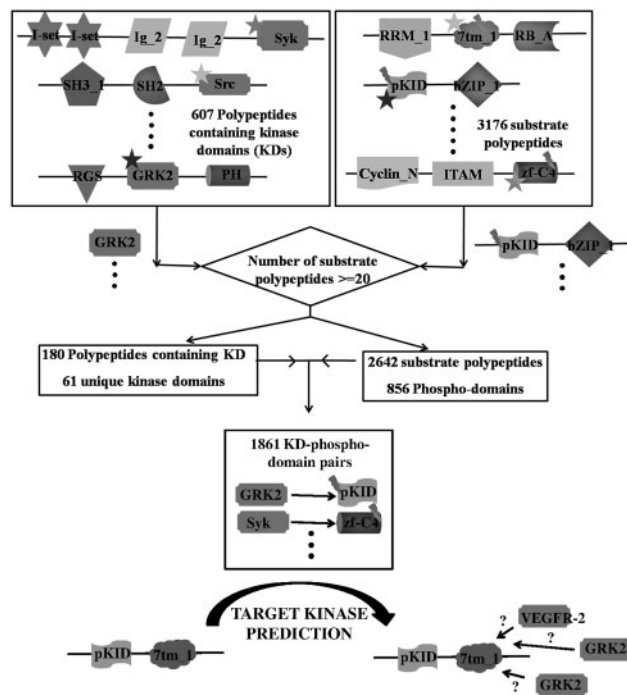 I-set I-set Ig_2 Ig_2 Syk
SH3_1 SH2 Src
607 Polypeptides
containing kinase
domains (KDs)
RGS GRK2 PH
RRM_1 7tm_1 RB_A
pKID bZIP_1
3176 substrate
polypeptides
Cyclin_N ITAM zf-C4
GRK2
Number of substrate
polypeptides >=20
pKID bZIP_1
180 Polypeptides containing KD
61 unique kinase domains
2642 substrate polypeptides
856 Phospho-domains
1861 KD-phospho-
domain pairs
GRK2 pKID
Syk zf-C4
TARGET KINASE
PREDICTION
pKID 7tm_1
VEGFR-2
?
?
GRK2
pKID 7tm_1
?
GRK2